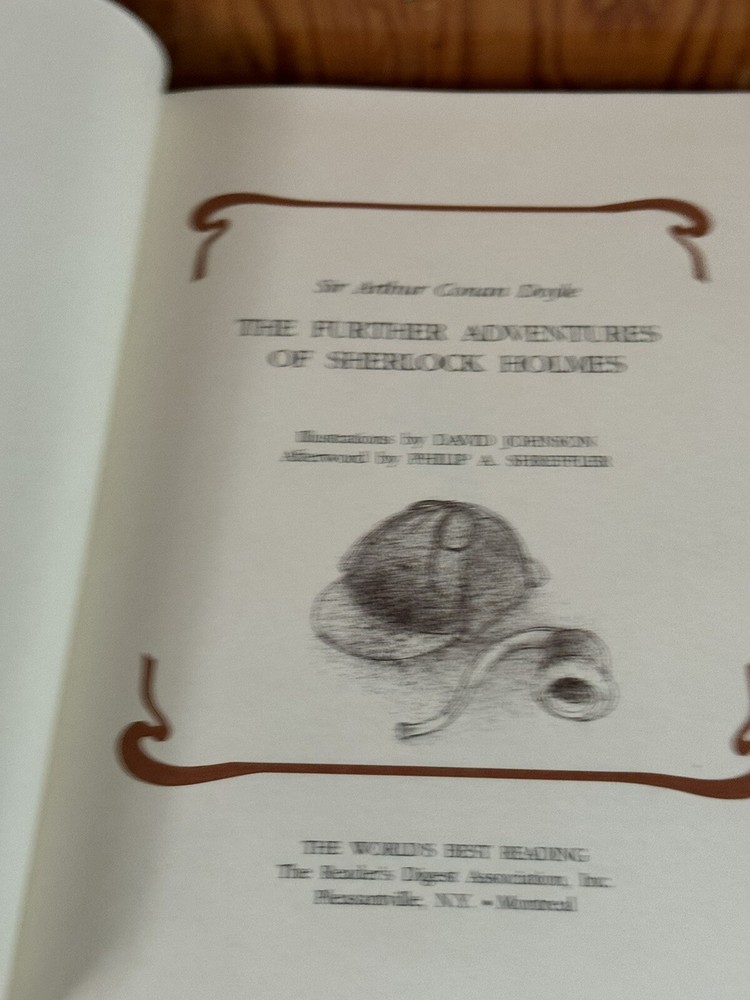 Sir Arthur Conan Doyle
THE FURTHER ADVENTURES
OF SHERLOCK HOLMES
Illustrations by DAVID JOHNSON
Afterword by PHILIP A. SHREFFLER
THE WORLD'S BEST READING
The Reader's Digest Association, Inc.
Pleasantville, N.Y. • Montreal